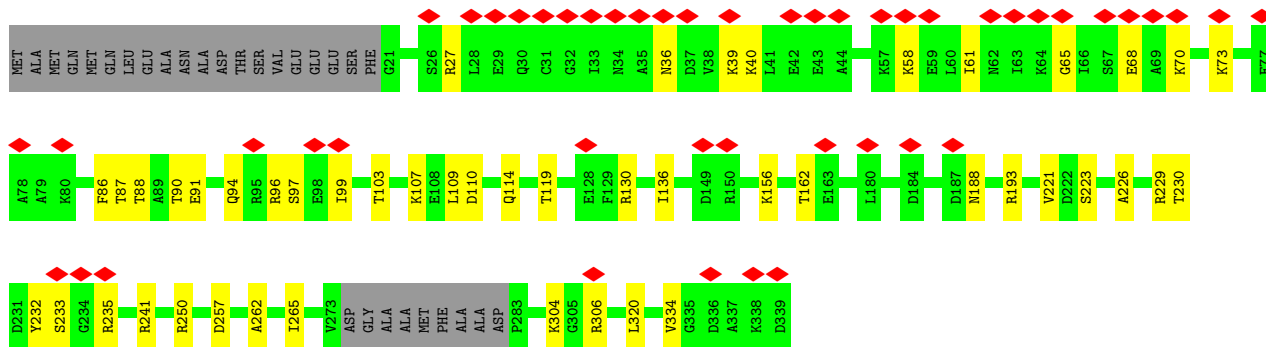 MET ALA MET GLN MET GLN LEU GLU ALA ASN ALA ASP THR SER VAL GLU GLU GLU SER PHE G21 S26 R27 L28 E29 Q30 C31 G32 I33 N34 A35 N36 D37 V38 K39 K40 L41 E42 E43 A44 K57 K58 E59 L60 I61 N62 I63 K64 G65 I66 S67 E68 A69 K70 K73 E77
A78 A79 K80 F86 T87 T88 A89 T90 E91 Q94 R95 R96 S97 E98 I99 T103 K107 E108 L109 D110 Q114 T119 E128 F129 R130 I136 D149 R150 K156 T162 E163 L180 D184 D187 N188 R193 V221 D222 S223 A226 R229 T230
D231 Y232 S233 G234 R235 R241 R250 D257 A262 I265 V273 ASP GLY ALA ALA MET PHE ALA ALA ASP P283 K304 G305 R306 L320 V334 G335 D336 A337 K338 D339